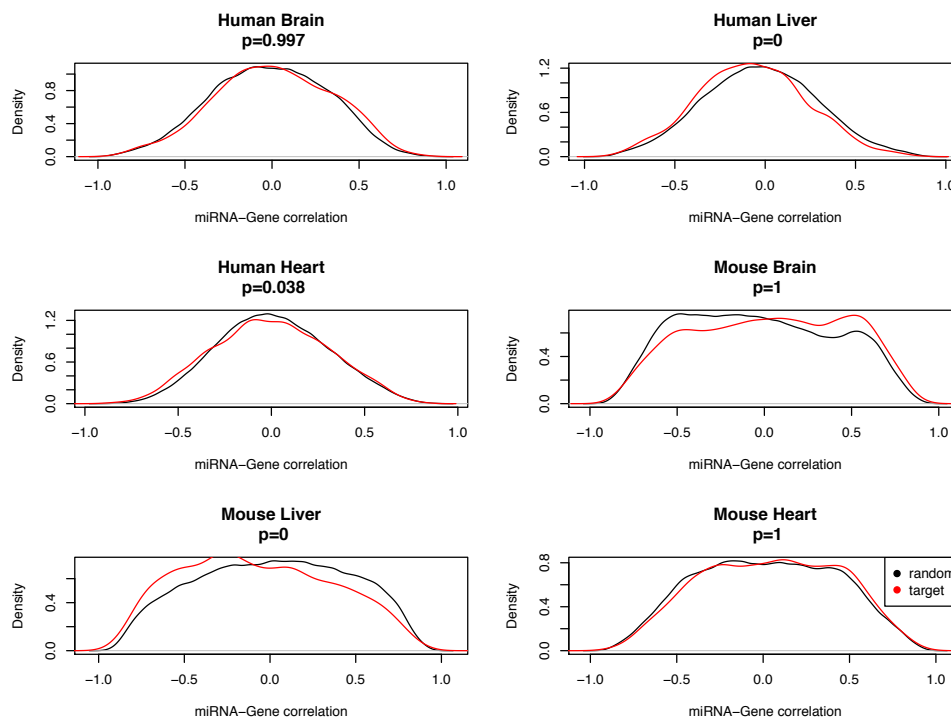 Human Brain
p=0.997
Density
0.0 0.4 0.8
−1.0 −0.5 0.0 0.5 1.0
miRNA−Gene correlation
Human Liver
p=0
Density
0.0 0.6 1.2
−1.0 −0.5 0.0 0.5 1.0
miRNA−Gene correlation
Human Heart
p=0.038
Density
0.0 0.6 1.2
−1.0 −0.5 0.0 0.5 1.0
miRNA−Gene correlation
Mouse Brain
p=1
Density
0.0 0.4
−1.0 −0.5 0.0 0.5 1.0
miRNA−Gene correlation
Mouse Liver
p=0
Density
0.0 0.4
−1.0 −0.5 0.0 0.5 1.0
miRNA−Gene correlation
Mouse Heart
p=1
Density
0.0 0.4 0.8
−1.0 −0.5 0.0 0.5 1.0
miRNA−Gene correlation
random
target